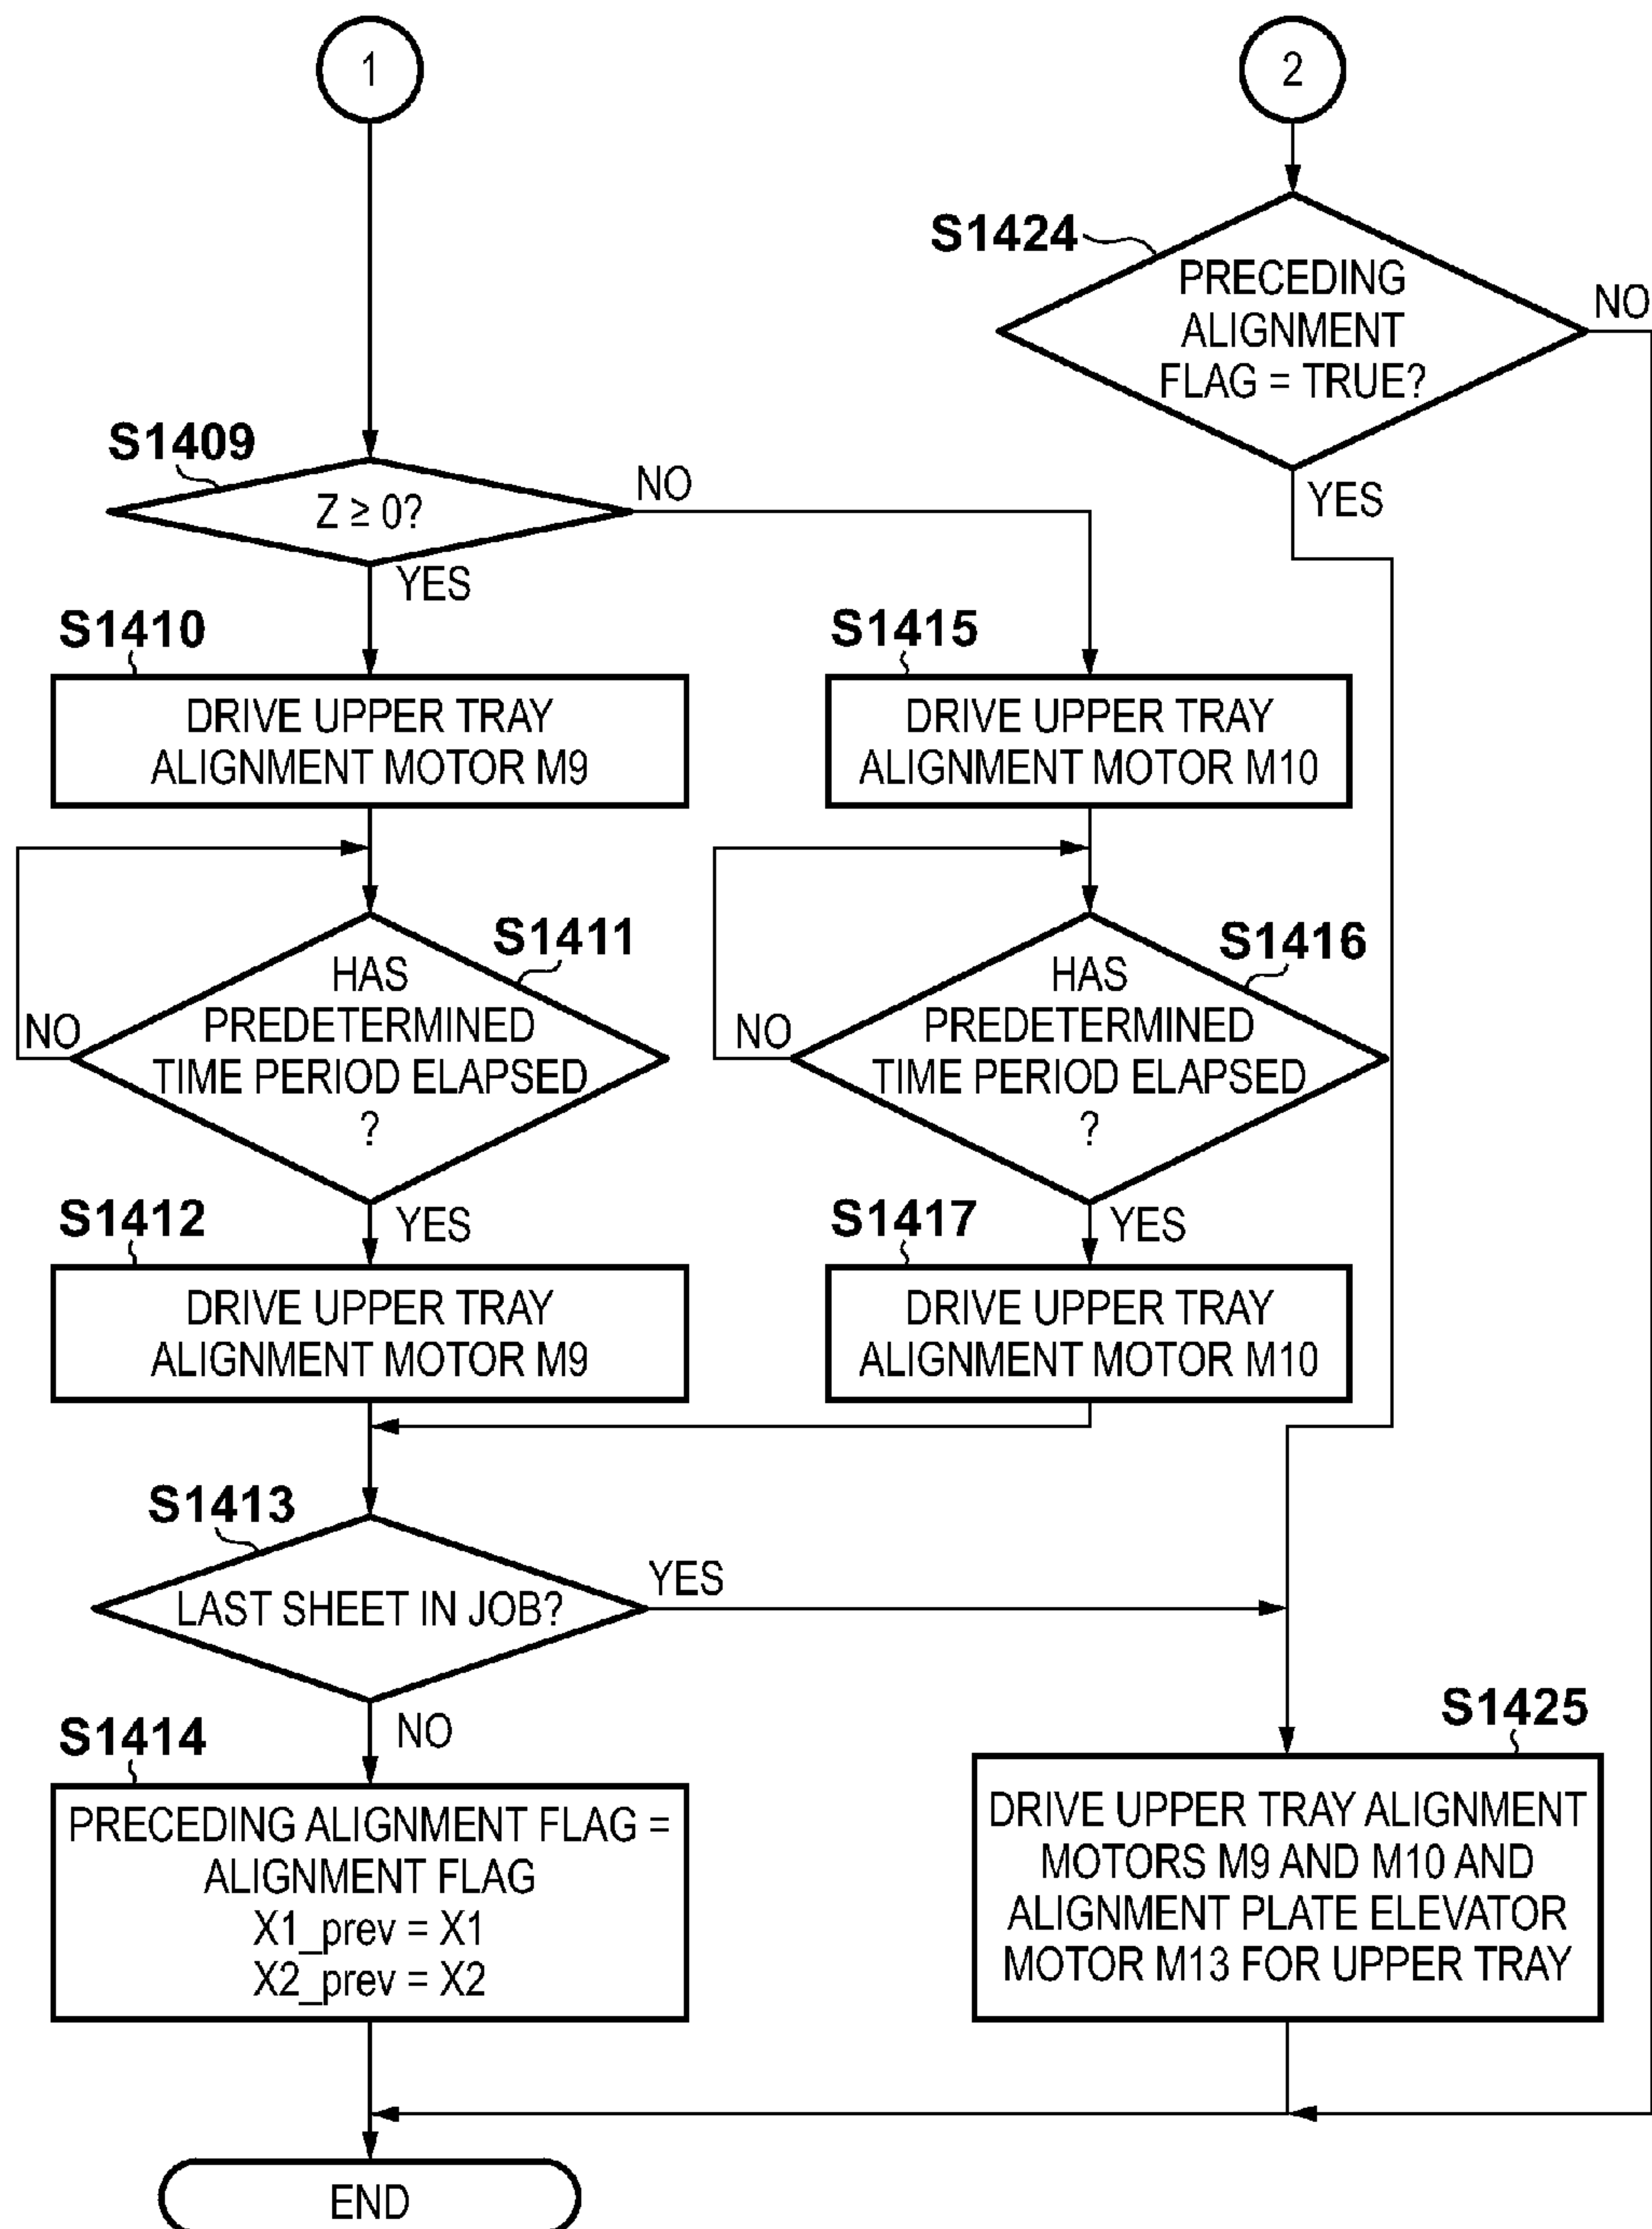 1
2
S1424
PRECEDING
ALIGNMENT
FLAG = TRUE?
NO
YES
S1409
Z ≥ 0?
NO
YES
S1410
DRIVE UPPER TRAY
ALIGNMENT MOTOR M9
S1415
DRIVE UPPER TRAY
ALIGNMENT MOTOR M10
S1411
HAS
PREDETERMINED
TIME PERIOD ELAPSED
?
NO
YES
S1416
HAS
PREDETERMINED
TIME PERIOD ELAPSED
?
NO
YES
S1412
DRIVE UPPER TRAY
ALIGNMENT MOTOR M9
S1417
DRIVE UPPER TRAY
ALIGNMENT MOTOR M10
S1413
LAST SHEET IN JOB?
YES
NO
S1414
PRECEDING ALIGNMENT FLAG =
ALIGNMENT FLAG
X1_prev = X1
X2_prev = X2
S1425
DRIVE UPPER TRAY ALIGNMENT
MOTORS M9 AND M10 AND
ALIGNMENT PLATE ELEVATOR
MOTOR M13 FOR UPPER TRAY
END